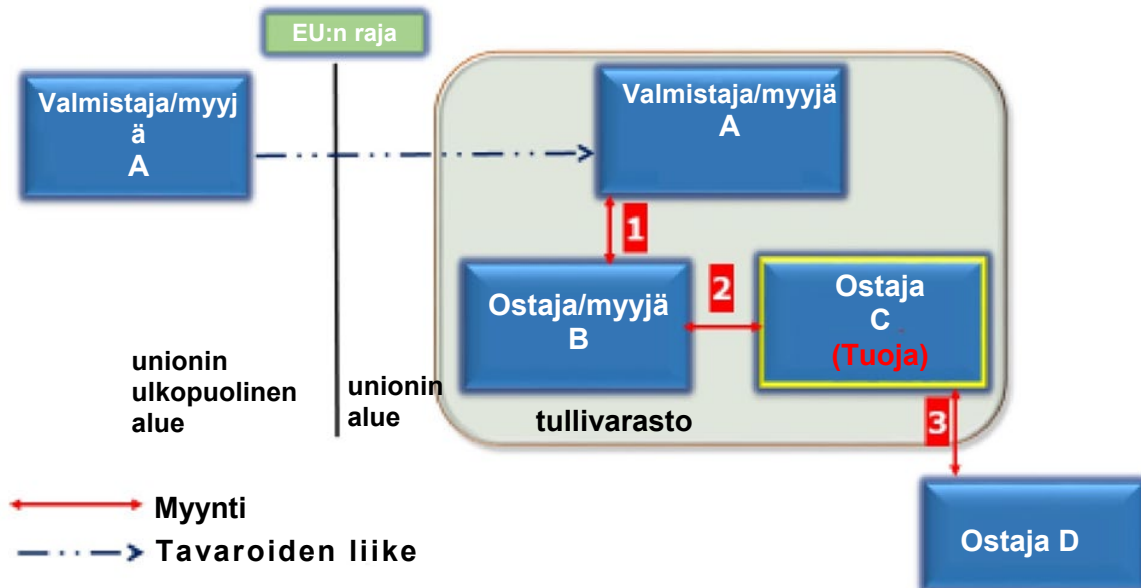 EU:n raja
Valmistaja/myyj
ä
A
Valmistaja/myyjä
A
1
Ostaja/myyjä
B
2
Ostaja
C
(Tuoja)
unionin
ulkopuolinen
alue
unionin
alue
tullivarasto
3
Ostaja D
Myynti
Tavaroiden liike